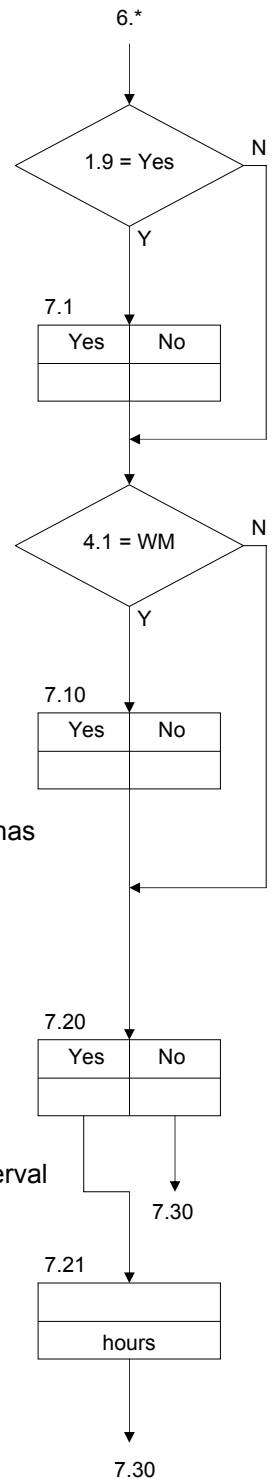 6.*
1.9 = Yes
N
Y
7.1
Yes No
4.1 = WM
N
Y
7.10
Yes No
7.20
Yes No
7.30
7.21
hours
7.30